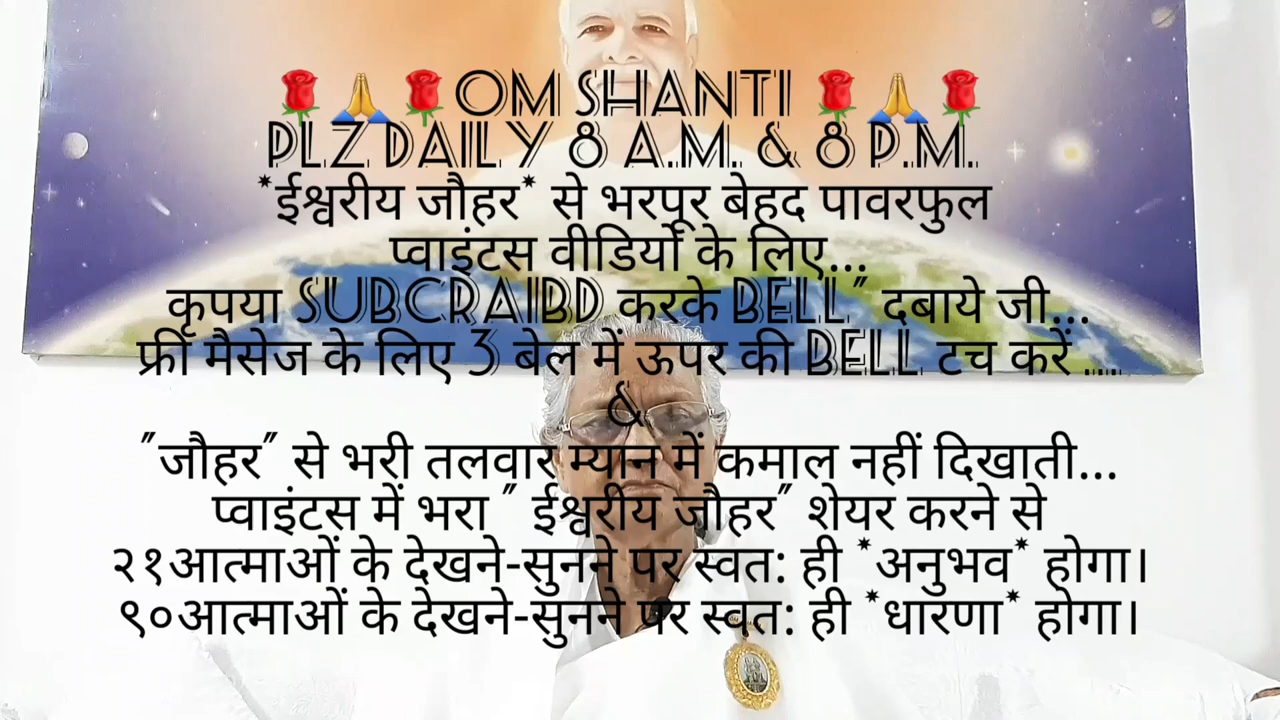 🌹🙏🌹OM SHANTI 🌹🙏🌹
PLZ DAILY 8 A.M. & 8 P.M.
*ईश्वरीय जौहर* से भरपूर बेहद पावरफुल
प्वाइंटस वीडियों के लिए...
कृपया SUBCRAIBD करके BELL" दबाये जी...
फ्री मैसेज के लिए 3 बेल में ऊपर की BELL टच करें ....
&
"जौहर" से भरी तलवार म्यान में कमाल नहीं दिखाती...
प्वाइंटस में भरा " ईश्वरीय जौहर" शेयर करने से
२१आत्माओं के देखने-सुनने पर स्वत: ही *अनुभव* होगा।
९०आत्माओं के देखने-सुनने पर स्वत: ही *धारणा* होगा।